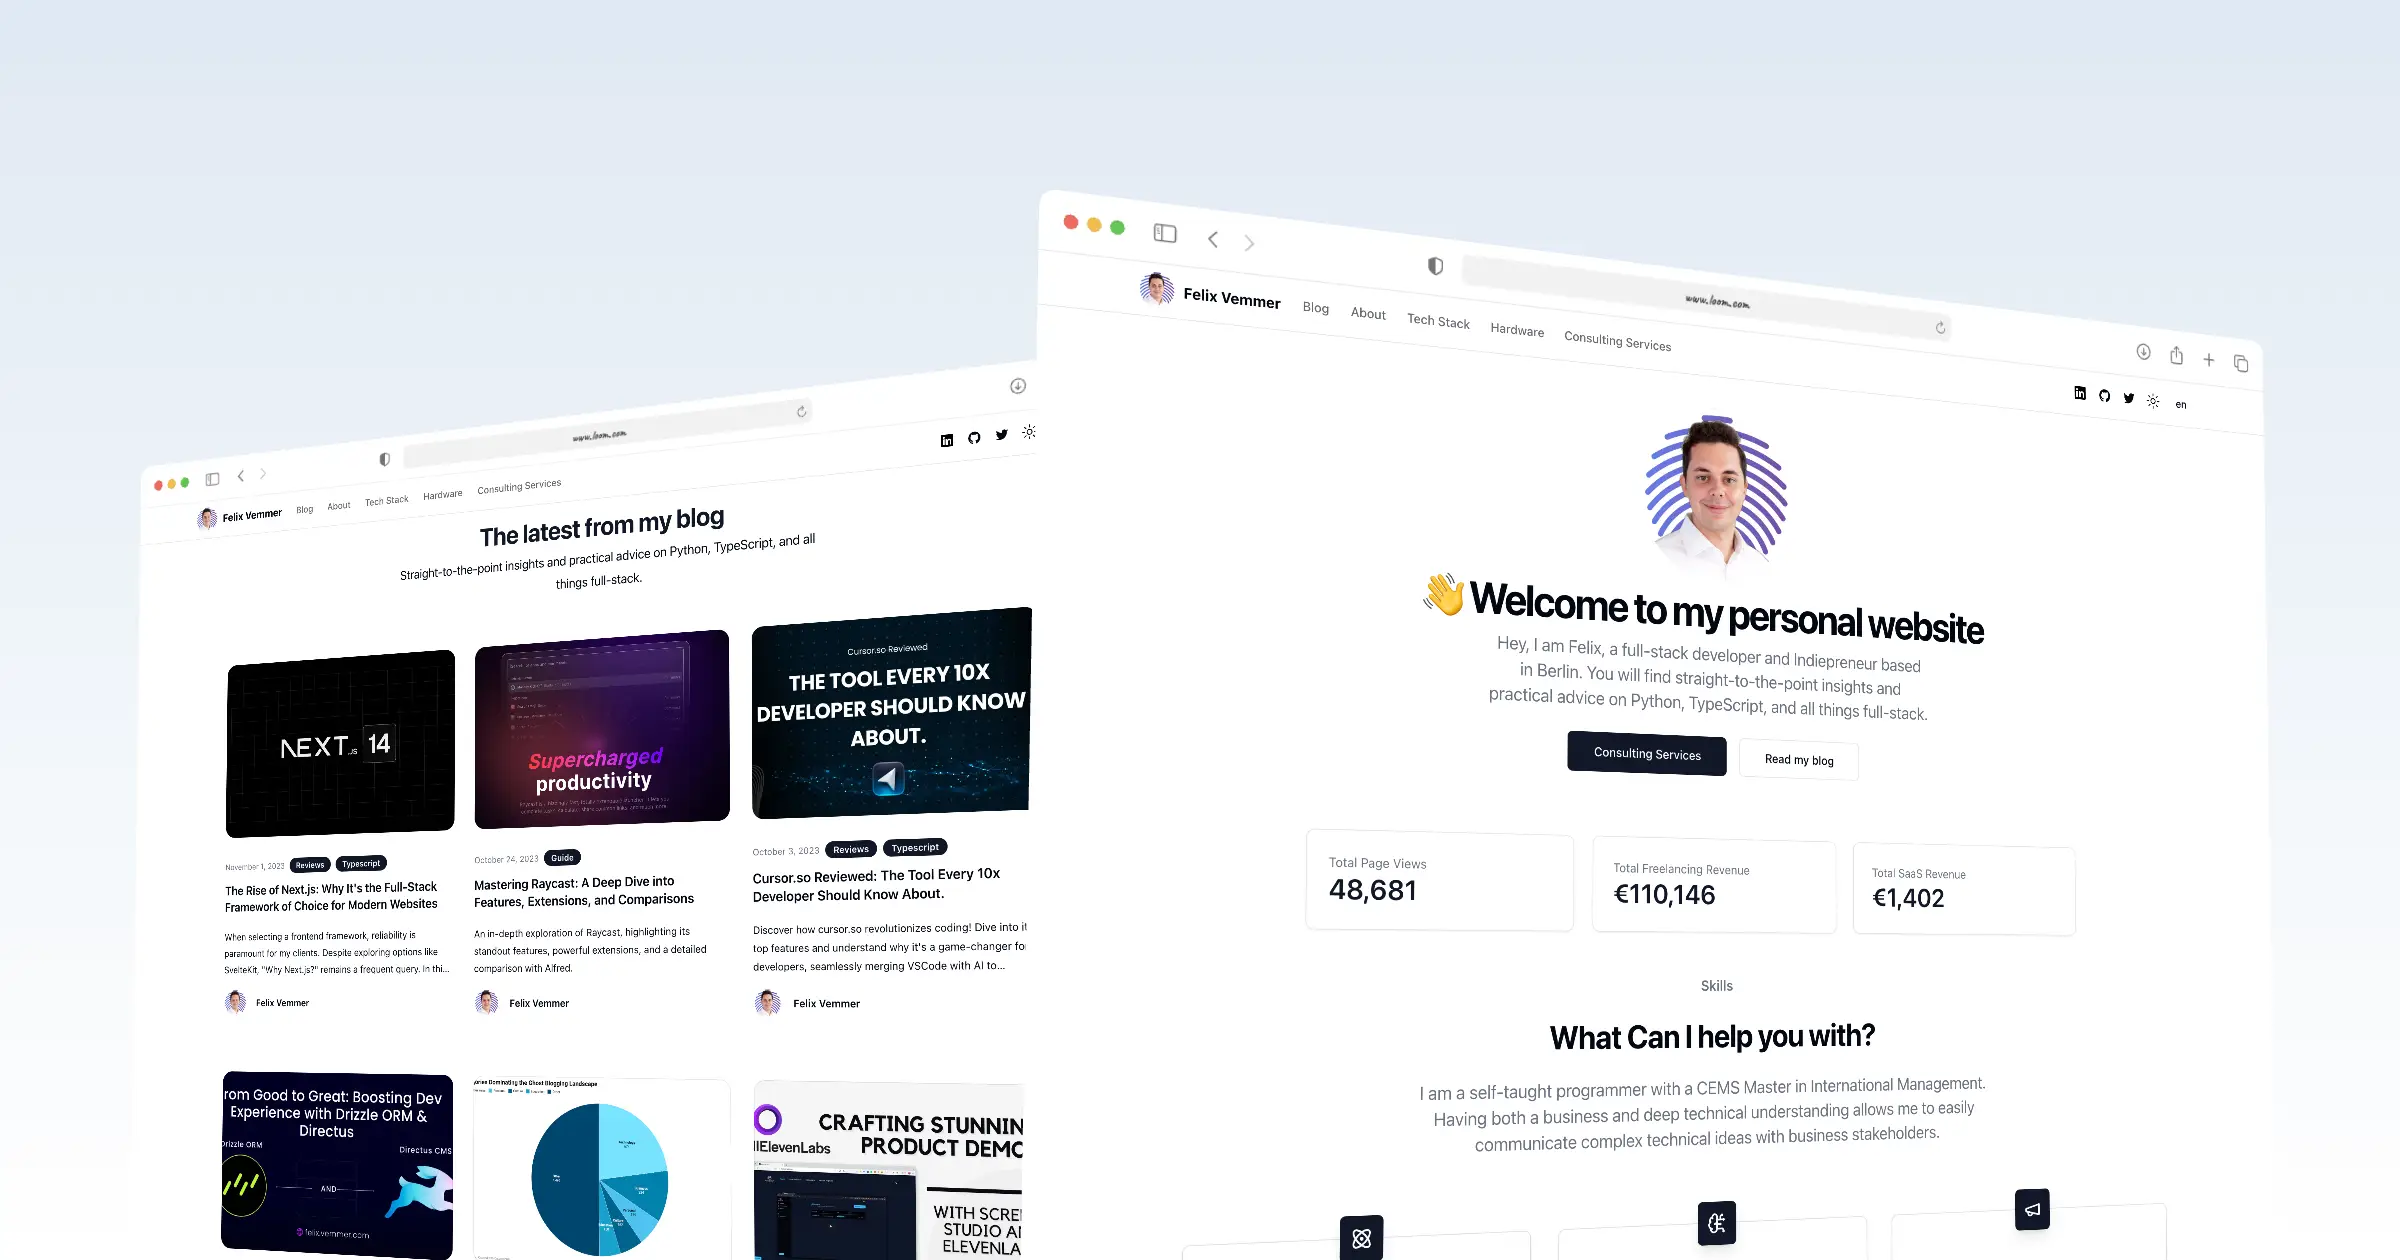 www.loom.com
Felix Vemmer
Blog
About
Tech Stack
Hardware
Consulting Services
The latest from my blog
Straight-to-the-point insights and practical advice on Python, TypeScript, and all
things full-stack.
NEXT.js 14
November 1, 2023
Reviews
Typescript
The Rise of Next.js: Why It's the Full-Stack
Framework of Choice for Modern Websites
When selecting a frontend framework, reliability is
paramount for my clients. Despite exploring options like
SvelteKit, "Why Next.js?" remains a frequent query. In thi...
Felix Vemmer
Supercharged
productivity
October 24, 2023
Guide
Mastering Raycast: A Deep Dive into
Features, Extensions, and Comparisons
An in-depth exploration of Raycast, highlighting its
standout features, powerful extensions, and a detailed
comparison with Alfred.
Felix Vemmer
Cursor.so Reviewed
THE TOOL EVERY 10X
DEVELOPER SHOULD KNOW
ABOUT.
October 3, 2023
Reviews
Typescript
Cursor.so Reviewed: The Tool Every 10x
Developer Should Know About.
Discover how cursor.so revolutionizes coding! Dive into it
top features and understand why it's a game-changer fo
developers, seamlessly merging VSCode with AI to...
Felix Vemmer
rom Good to Great: Boosting Dev
Experience with Drizzle ORM &
Directus
Drizzle ORM
Directus CMS
AND
felixvemmer.com
ories Dominating the Ghost Blogging Landscape
CRAFTING STUNNIN
PRODUCT DEMO
IIElevenLabs
WITH SCRE
STUDIO A
ELEVENLA
www.loom.com
Felix Vemmer
Blog
About
Tech Stack
Hardware
Consulting Services
en
👋 Welcome to my personal website
Hey, I am Felix, a full-stack developer and Indiepreneur based
in Berlin. You will find straight-to-the-point insights and
practical advice on Python, TypeScript, and all things full-stack.
Consulting Services
Read my blog
Total Page Views
48,681
Total Freelancing Revenue
€110,146
Total SaaS Revenue
€1,402
Skills
What Can I help you with?
I am a self-taught programmer with a CEMS Master in International Management.
Having both a business and deep technical understanding allows me to easily
communicate complex technical ideas with business stakeholders.